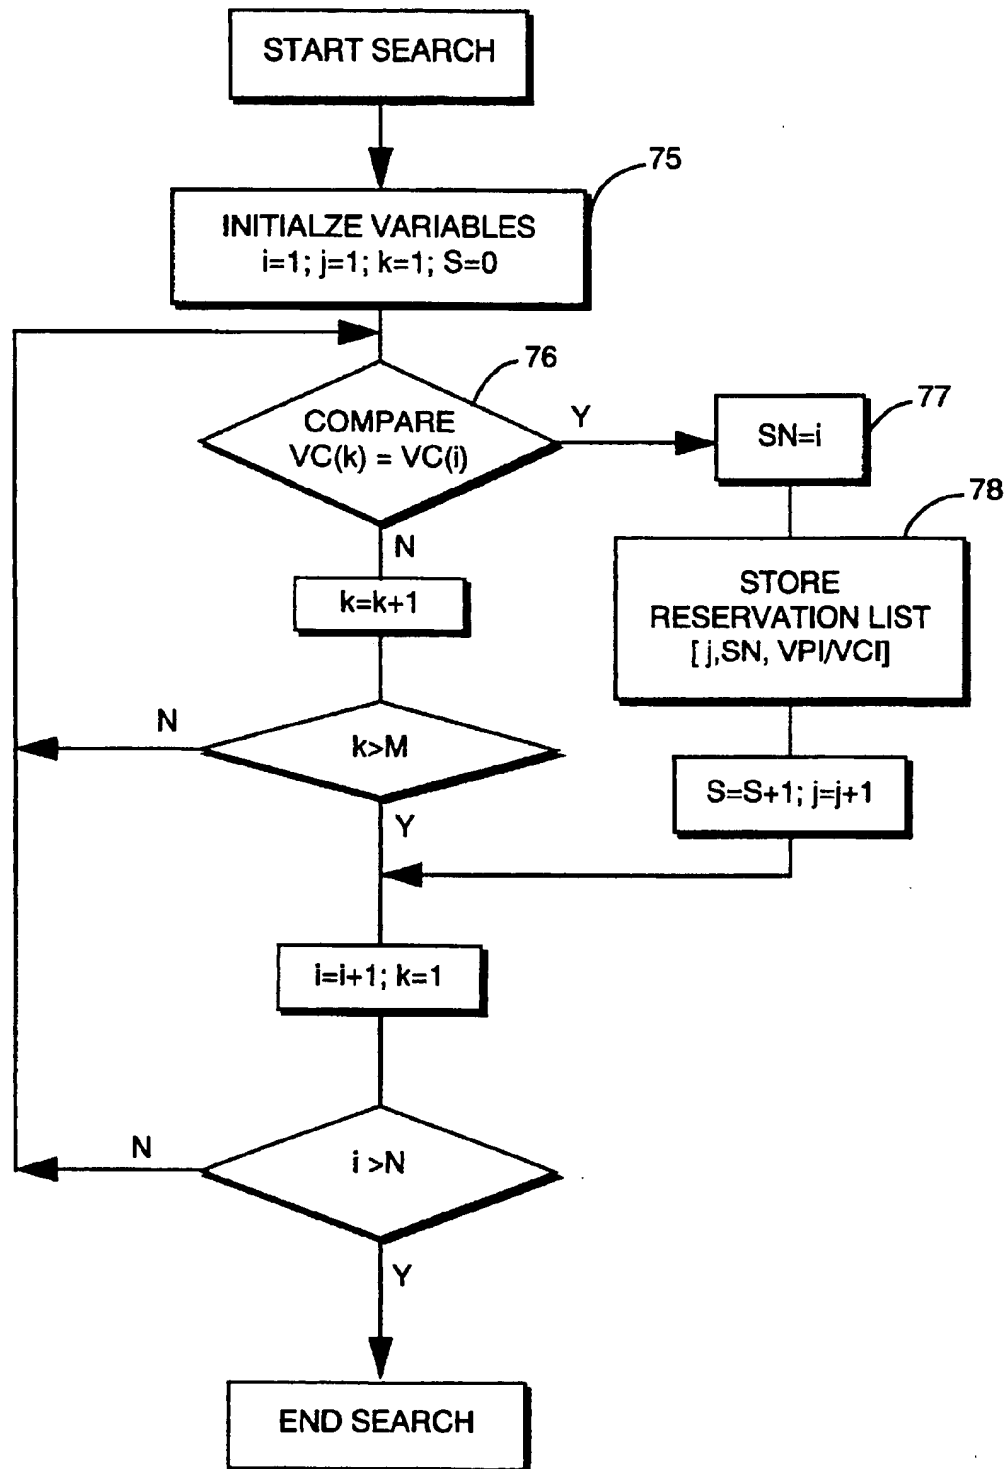 START SEARCH
75
INITIALZE VARIABLES
i=1; j=1; k=1; S=0
76
COMPARE
VC(k) = VC(i)
Y
77
SN=i
78
N
k=k+1
STORE
RESERVATION LIST
[ j,SN, VPI/VCI]
N
k>M
Y
S=S+1; j=j+1
i=i+1; k=1
N
i >N
Y
END SEARCH